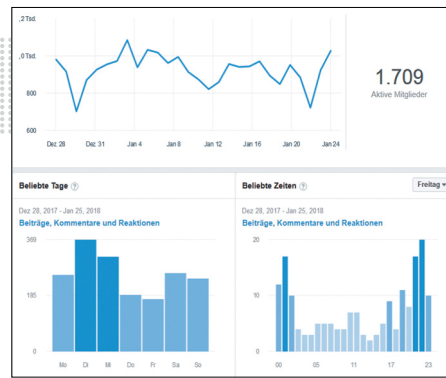 ,2 Tsd.
,0 Tsd.
800
600
Dez 28 Dez 31 Jan 4 Jan 8 Jan 12 Jan 16 Jan 20 Jan 24
1.709
Aktive Mitglieder
Beliebte Tage ?
Dez 28, 2017 - Jan 25, 2018
Beiträge, Kommentare und Reaktionen
369
185
0
Mo Di Mi Do Fr Sa So
Beliebte Zeiten ?
Freitag
Dez 28, 2017 - Jan 25, 2018
Beiträge, Kommentare und Reaktionen
20
10
0
00 05 11 17 23